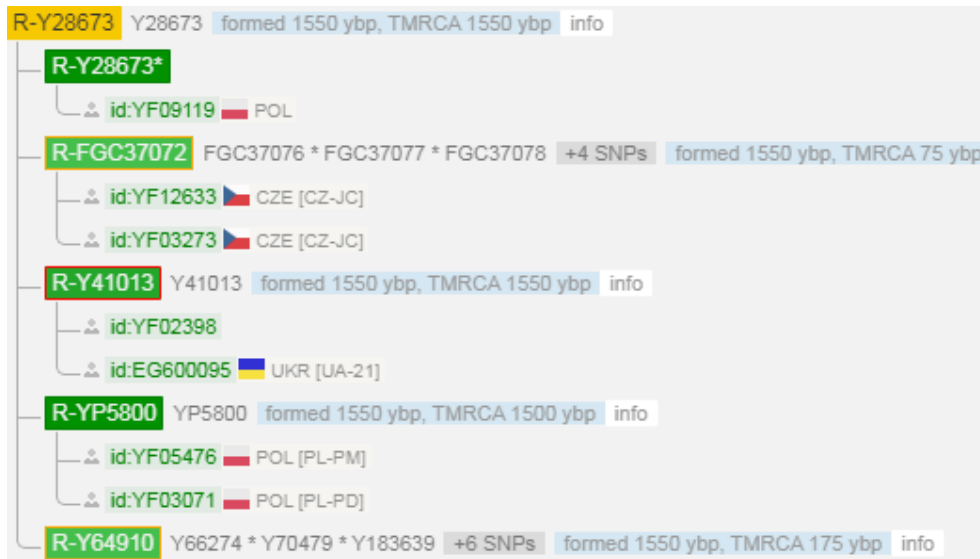 R-Y28673 Y28673 formed 1550 ybp, TMRCA 1550 ybp info
R-Y28673*
id:YF09119 POL
R-FGC37072 FGC37076 * FGC37077 * FGC37078 +4 SNPs formed 1550 ybp, TMRCA 75 ybp
id:YF12633 CZE [CZ-JC]
id:YF03273 CZE [CZ-JC]
R-Y41013 Y41013 formed 1550 ybp, TMRCA 1550 ybp info
id:YF02398
id:EG600095 UKR [UA-21]
R-YP5800 YP5800 formed 1550 ybp, TMRCA 1500 ybp info
id:YF05476 POL [PL-PM]
id:YF03071 POL [PL-PD]
R-Y64910 Y66274 * Y70479 * Y183639 +6 SNPs formed 1550 ybp, TMRCA 175 ybp info